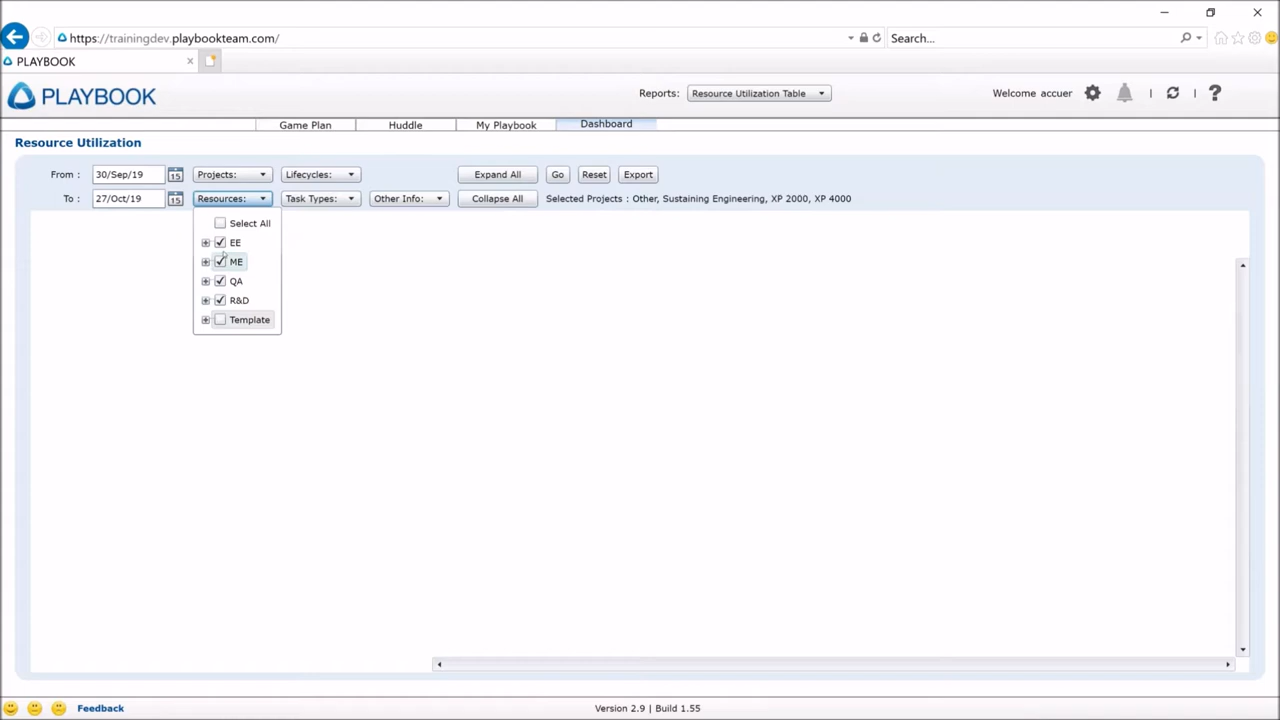 https://trainingdev.playbookteam.com/
Search...
PLAYBOOK
PLAYBOOK
Reports: Resource Utilization Table
Welcome accuer
Game Plan Huddle My Playbook Dashboard
Resource Utilization
From : 30/Sep/19 15 Projects: Lifecycles: Expand All Go Reset Export
To : 27/Oct/19 15 Resources: Task Types: Other Info: Collapse All Selected Projects : Other, Sustaining Engineering, XP 2000, XP 4000
Select All
EE
ME
QA
R&D
Template
Feedback
Version 2.9 | Build 1.55